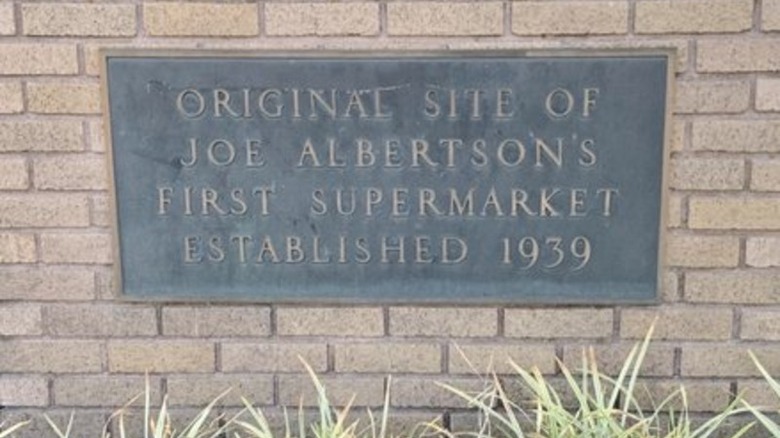 ORIGINAL SITE OF
JOE ALBERTSON'S
FIRST SUPERMARKET
ESTABLISHED 1939